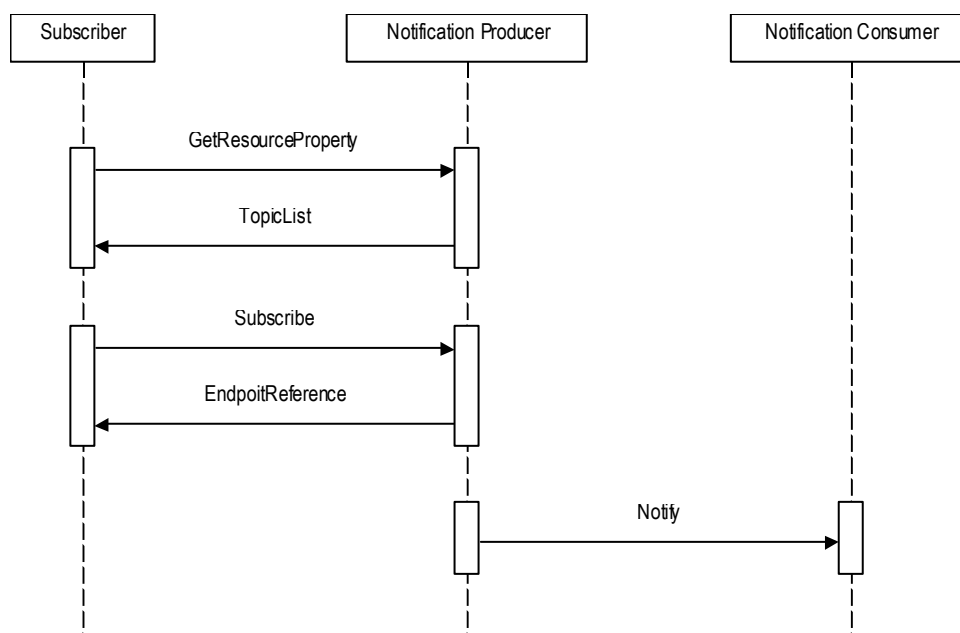 Subscriber
Notification Producer
Notification Consumer
GetResourceProperty
TopicList
Subscribe
EndpoitReference
Notify